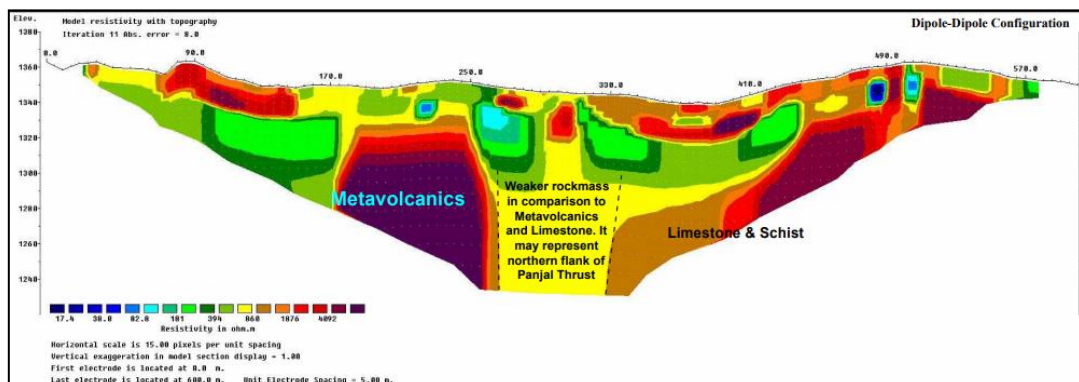 Elev.
Model resistivity with topography
Iteration 11 Abs. error = 8.0
Dipole-Dipole Configuration
1380
1360
1340
1320
1300
1280
1260
1240
0.0
90.0
170.0
250.0
330.0
410.0
490.0
570.0
Metavolcanics
Weaker rockmass
in comparison to
Metavolcanics
and Limestone. It
may represent
northern flank of
Panjal Thrust
Limestone & Schist
17.4 38.0 82.8 181 394 860 1876 4092
Resistivity in ohm.m
Horizontal scale is 15.00 pixels per unit spacing
Vertical exaggeration in model section display = 1.00
First electrode is located at 0.0 m.
Last electrode is located at 600.0 m. Unit Electrode Spacing = 5.00 m.